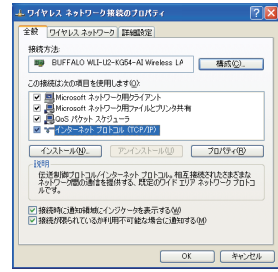 ワイヤレス ネットワーク接続のプロパティ
全般 ワイヤレス ネットワーク 詳細設定
接続方法:
BUFFALO WLI-U2-KG54-AI Wireless LA
構成(C)...
この接続は次の項目を使用します(O):
Microsoft ネットワーク用クライアント
Microsoft ネットワーク用ファイルとプリンタ共有
QoS パケット スケジューラ
インターネット プロトコル (TCP/IP)
インストール(N)... アンインストール(U) プロパティ(R)
説明
伝送制御プロトコル/インターネット プロトコル。相互接続されたさまざまな
ネットワーク間の通信を提供する、既定のワイド エリア ネットワーク プロトコ
ルです。
接続時に通知領域にインジケータを表示する(W)
接続が限られているか利用不可能な場合に通知する(M)
OK キャンセル